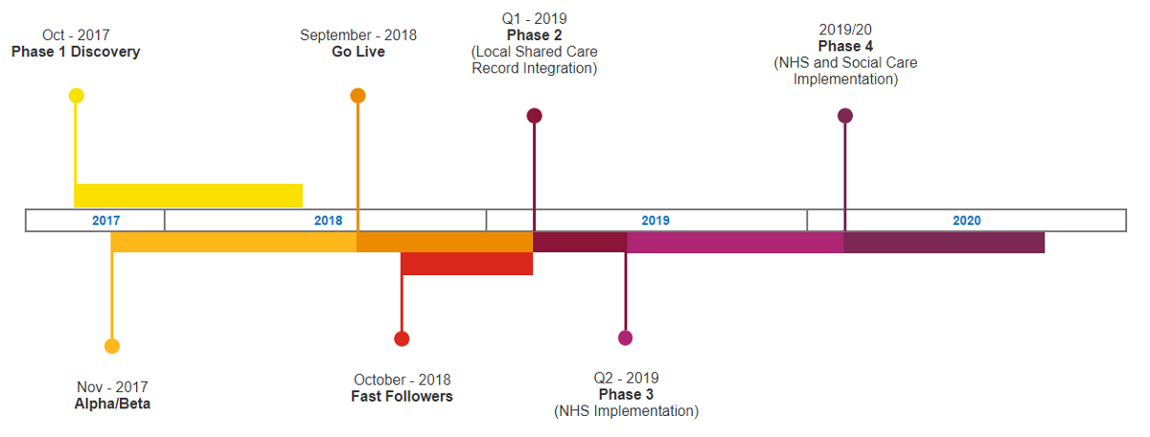 Oct - 2017
Phase 1 Discovery
September - 2018
Go Live
Q1 - 2019
Phase 2
(Local Shared Care
Record Integration)
2019/20
Phase 4
(NHS and Social Care
Implementation)
2017
2018
2019
2020
Nov - 2017
Alpha/Beta
October - 2018
Fast Followers
Q2 - 2019
Phase 3
(NHS Implementation)